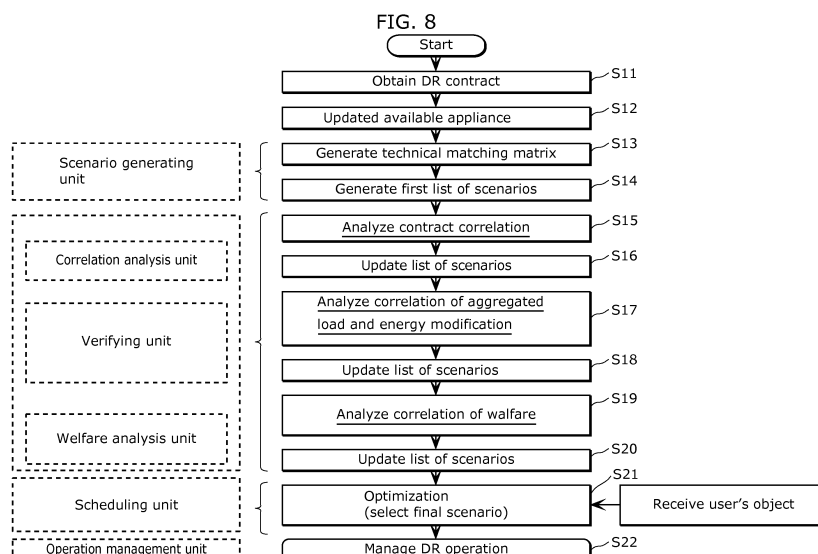 FIG. 8
Start
Obtain DR contract
S11
Updated available appliance
S12
Scenario generating
unit
Generate technical matching matrix
S13
Generate first list of scenarios
S14
Analyze contract correlation
S15
Correlation analysis unit
Update list of scenarios
S16
Analyze correlation of aggregated
load and energy modification
S17
Verifying unit
Update list of scenarios
S18
Analyze correlation of welfare
S19
Welfare analysis unit
Update list of scenarios
S20
Scheduling unit
Optimization
(select final scenario)
S21
Receive user's object
Operation management unit
Manage DR operation
S22